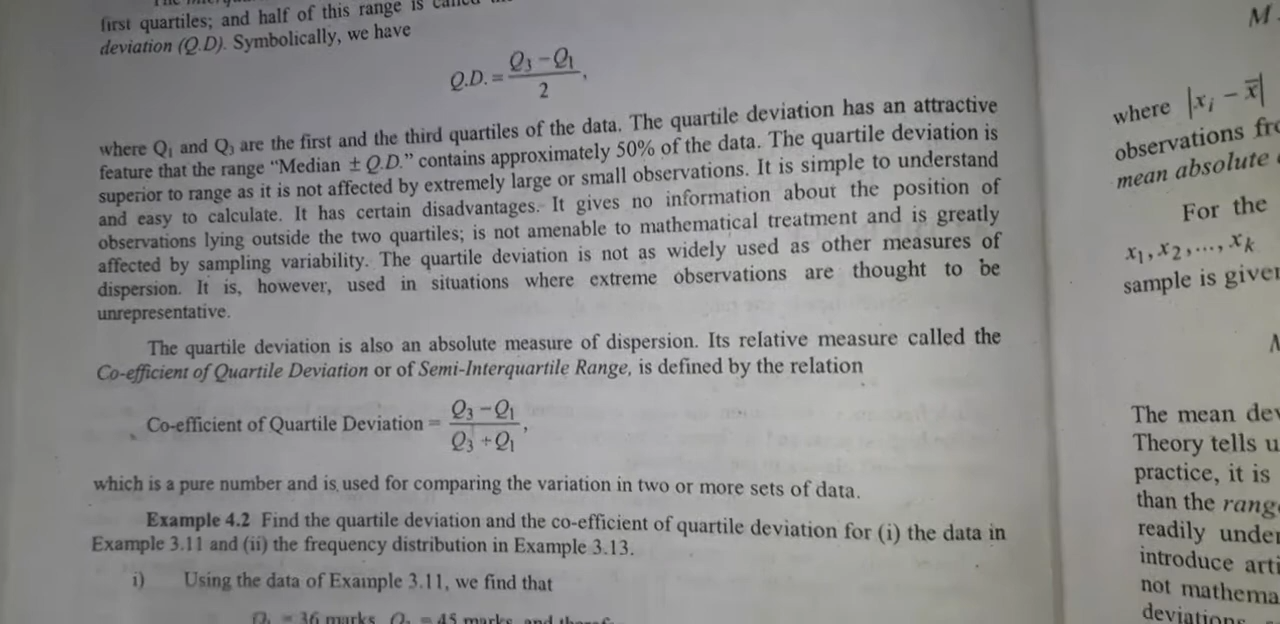 first quartiles; and half of this range is
deviation (Q.D). Symbolically, we have
Q.D. = Q₃ – Q₁ / 2 ,
where Q₁ and Q₃ are the first and the third quartiles of the data. The quartile deviation has an attractive
feature that the range “Median ± Q.D.” contains approximately 50% of the data. The quartile deviation is
superior to range as it is not affected by extremely large or small observations. It is simple to understand
and easy to calculate. It has certain disadvantages. It gives no information about the position of
observations lying outside the two quartiles; is not amenable to mathematical treatment and is greatly
affected by sampling variability. The quartile deviation is not as widely used as other measures of
dispersion. It is, however, used in situations where extreme observations are thought to be
unrepresentative.
The quartile deviation is also an absolute measure of dispersion. Its relative measure called the
Co-efficient of Quartile Deviation or of Semi-Interquartile Range, is defined by the relation
Co-efficient of Quartile Deviation = Q₃ – Q₁ / Q₃ + Q₁ ,
which is a pure number and is used for comparing the variation in two or more sets of data.
Example 4.2 Find the quartile deviation and the co-efficient of quartile deviation for (i) the data in
Example 3.11 and (ii) the frequency distribution in Example 3.13.
i) Using the data of Example 3.11, we find that
= 36 marks, = 45 marks, and
M.
where |xᵢ – x̄|
observations fro
mean absolute
For the
x₁, x₂, ..., xₖ
sample is given
The mean dev
Theory tells u
practice, it is
than the range
readily under
introduce arti
not mathema
deviations